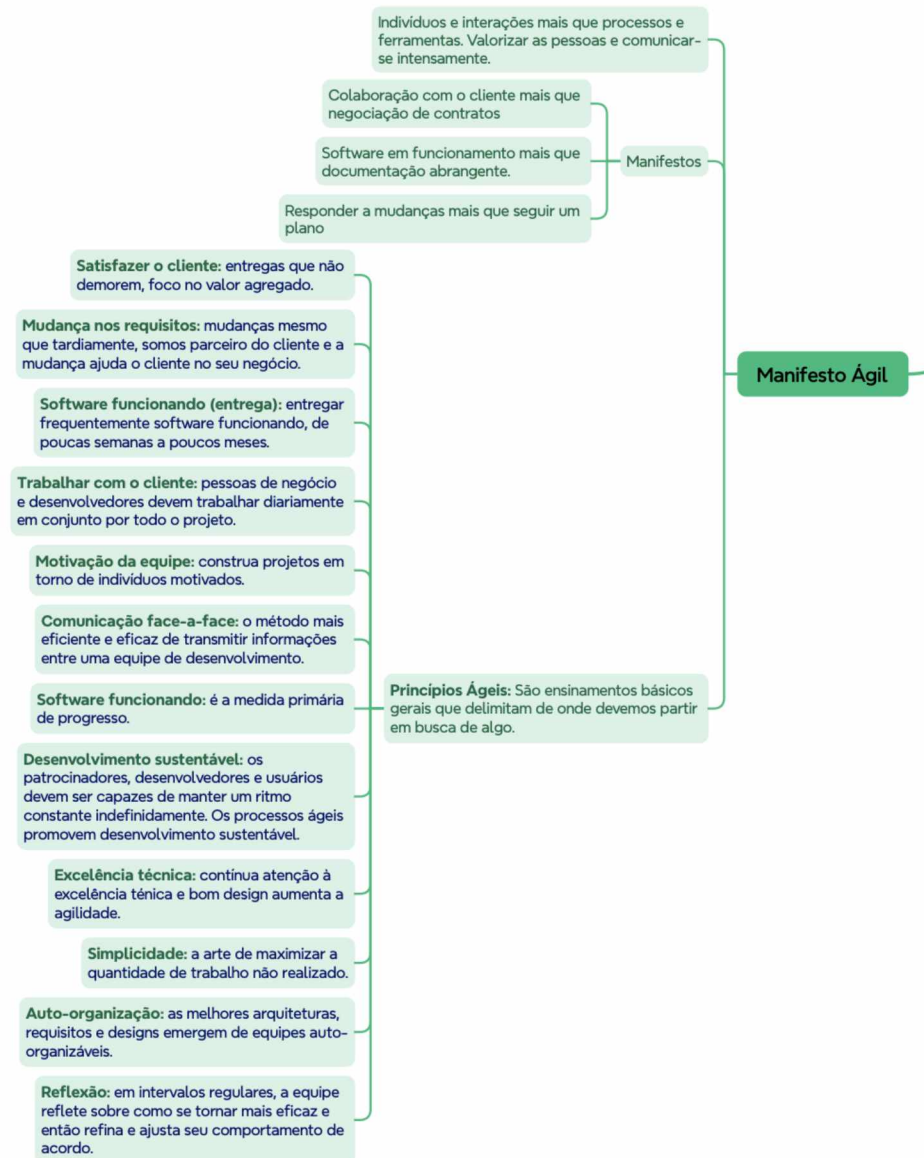 Indivíduos e interações mais que processos e
ferramentas. Valorizar as pessoas e comunicar-
se intensamente.
Colaboração com o cliente mais que
negociação de contratos
Software em funcionamento mais que
documentação abrangente.
Responder a mudanças mais que seguir um
plano
Manifestos
Satisfazer o cliente: entregas que não
demorem, foco no valor agregado.
Mudança nos requisitos: mudanças mesmo
que tardiamente, somos parceiro do cliente e a
mudança ajuda o cliente no seu negócio.
Software funcionando (entrega): entregar
frequentemente software funcionando, de
poucas semanas a poucos meses.
Trabalhar com o cliente: pessoas de negócio
e desenvolvedores devem trabalhar diariamente
em conjunto por todo o projeto.
Motivação da equipe: construa projetos em
torno de indivíduos motivados.
Comunicação face-a-face: o método mais
eficiente e eficaz de transmitir informações
entre uma equipe de desenvolvimento.
Software funcionando: é a medida primária
de progresso.
Desenvolvimento sustentável: os
patrocinadores, desenvolvedores e usuários
devem ser capazes de manter um ritmo
constante indefinidamente. Os processos ágeis
promovem desenvolvimento sustentável.
Excelência técnica: contínua atenção à
excelência ténica e bom design aumenta a
agilidade.
Simplicidade: a arte de maximizar a
quantidade de trabalho não realizado.
Auto-organização: as melhores arquiteturas,
requisitos e designs emergem de equipes auto-
organizáveis.
Reflexão: em intervalos regulares, a equipe
reflete sobre como se tornar mais eficaz e
então refina e ajusta seu comportamento de
acordo.
Princípios Ágeis: São ensinamentos básicos
gerais que delimitam de onde devemos partir
em busca de algo.
Manifesto Ágil